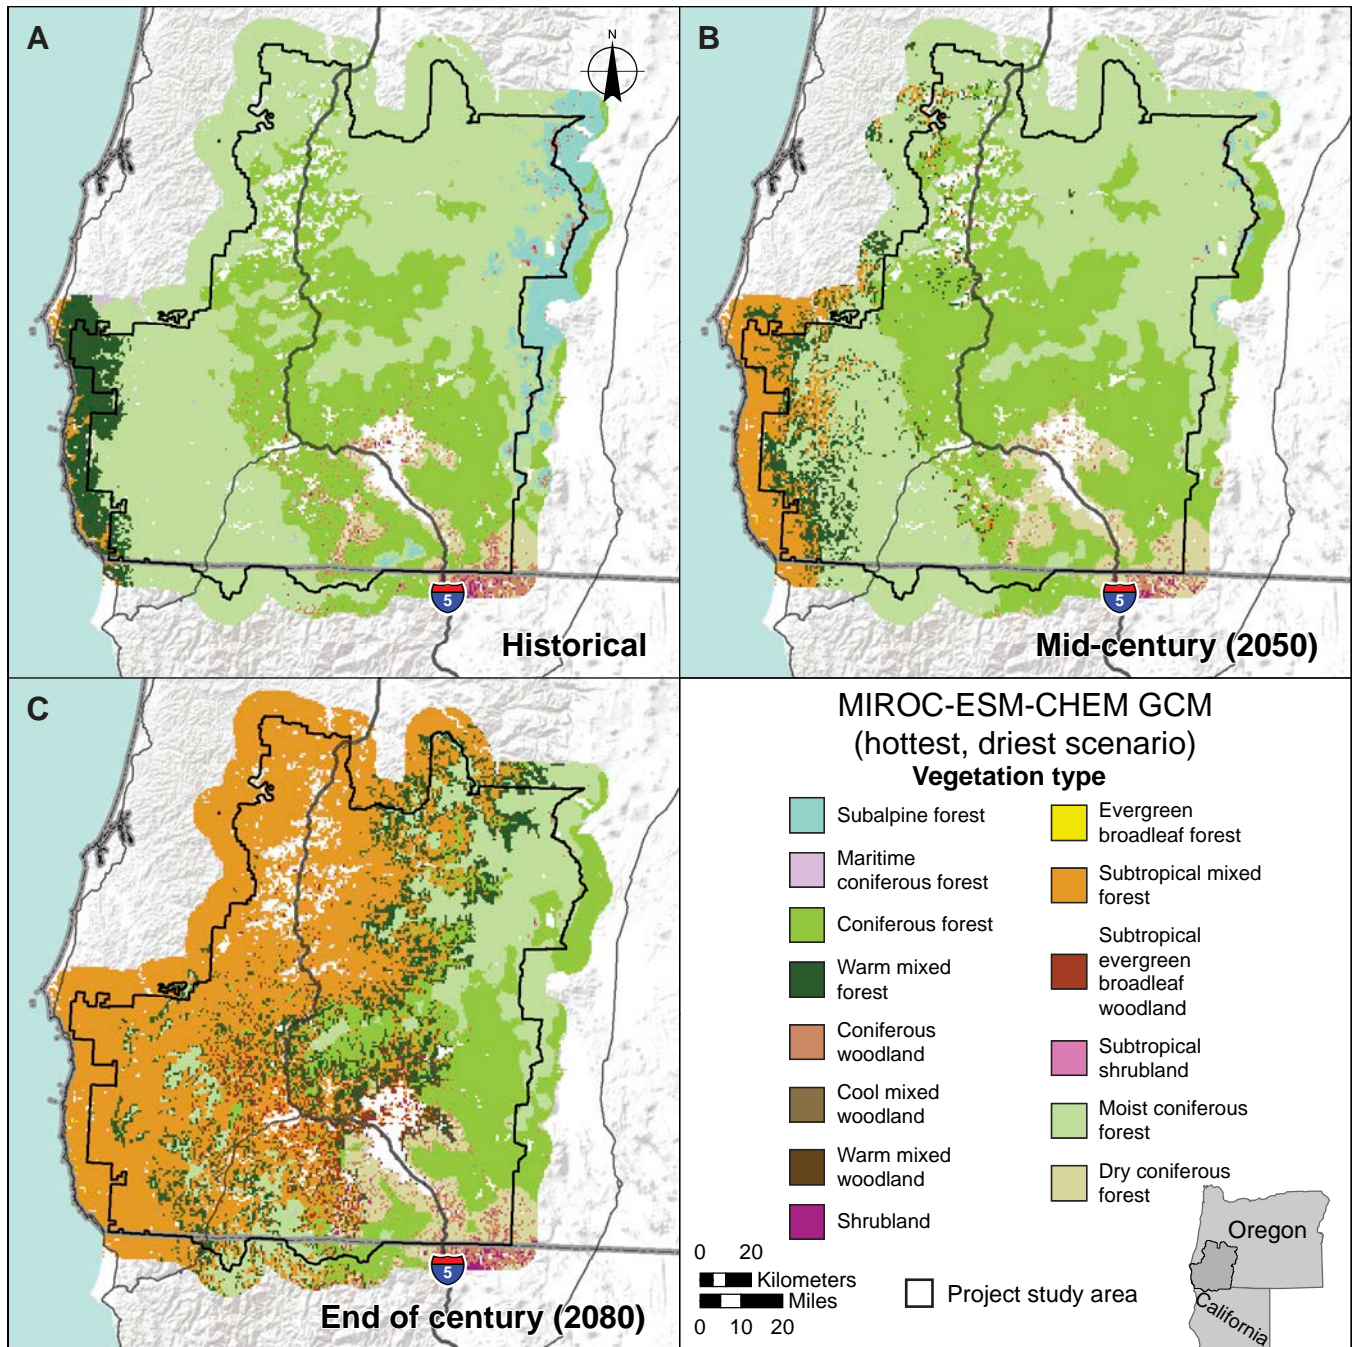 A
N
5
Historical
B
5
Mid-century (2050)
C
5
End of century (2080)
MIROC-ESM-CHEM GCM
(hottest, driest scenario)
Vegetation type
Subalpine forest
Maritime
coniferous forest
Coniferous forest
Warm mixed
forest
Coniferous
woodland
Cool mixed
woodland
Warm mixed
woodland
Shrubland
Evergreen
broadleaf forest
Subtropical mixed
forest
Subtropical
evergreen
broadleaf
woodland
Subtropical
shrubland
Moist coniferous
forest
Dry coniferous
forest
0 20
Kilometers
Miles
0 10 20
Project study area
Oregon
California